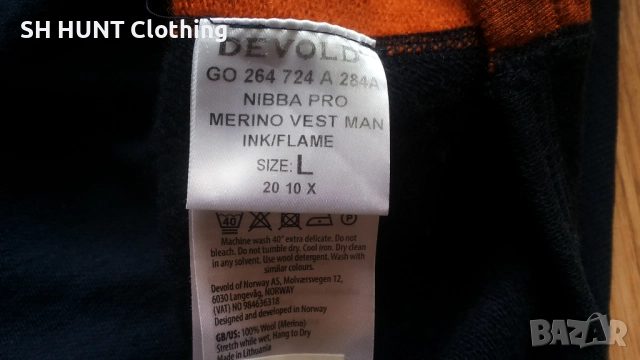 SH HUNT Clothing
DEVOLD
GO 264 724 A 284A
NIBBA PRO
MERINO VEST MAN
INK/FLAME
SIZE: L
20 10 X
40
P
Machine wash 40° extra delicate. Do not
bleach. Do not tumble dry. Cool iron. Dry clean
in any solvent. Use wool detergent. Wash with
similar colours.
Devold of Norway AS, Molværsvegen 12,
6030 Langevåg, NORWAY
(VAT) NO 984636318
Designed and developed in Norway
GB/US: 100% Wool (Merino)
Stretch while wet, Hang to Dry
Made in Lithuania
BAZAR